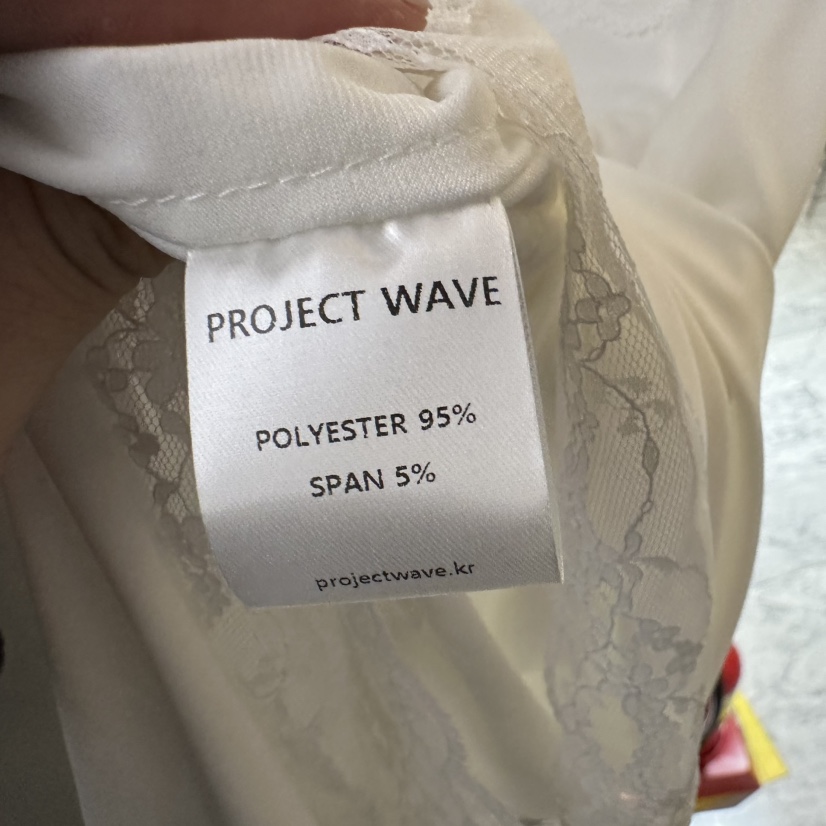 PROJECT WAVE
POLYESTER 95%
SPAN 5%
projectwave.kr